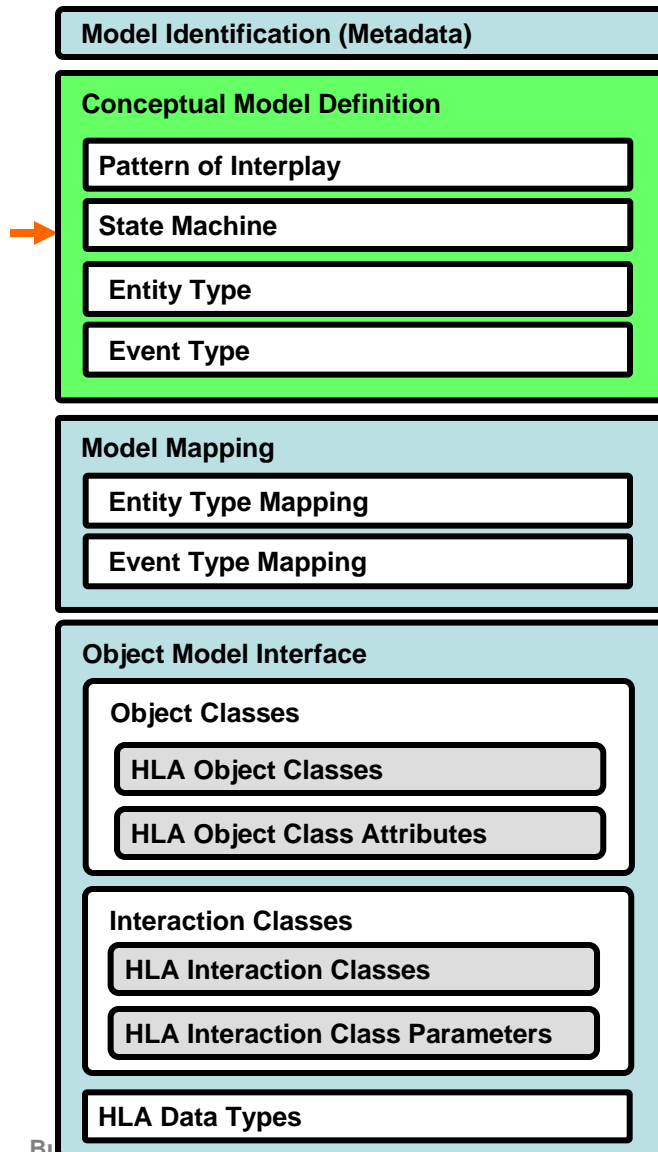 Model Identification (Metadata)
Conceptual Model Definition
Pattern of Interplay
State Machine
Entity Type
Event Type
Model Mapping
Entity Type Mapping
Event Type Mapping
Object Model Interface
Object Classes
HLA Object Classes
HLA Object Class Attributes
Interaction Classes
HLA Interaction Classes
HLA Interaction Class Parameters
HLA Data Types